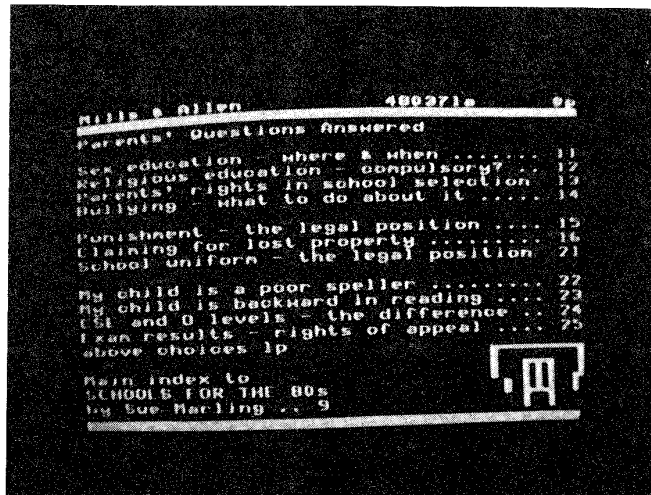 Mills & Allen 480371a 0p
Parents' Questions Answered
Sex education - where & when ....... 11
Religious education - compulsory? .. 12
Parents' rights in school selection 13
Bullying - what to do about it ..... 14
Punishment - the legal position .... 15
Claiming for lost property ......... 16
School uniform - the legal position 21
My child is a poor speller ......... 22
My child is backward in reading .... 23
CSE and O levels - the difference .. 24
Exam results - rights of appeal .... 25
above choices 1p
Main index to
SCHOOLS FOR THE 80s
by Sue Marling .. 9